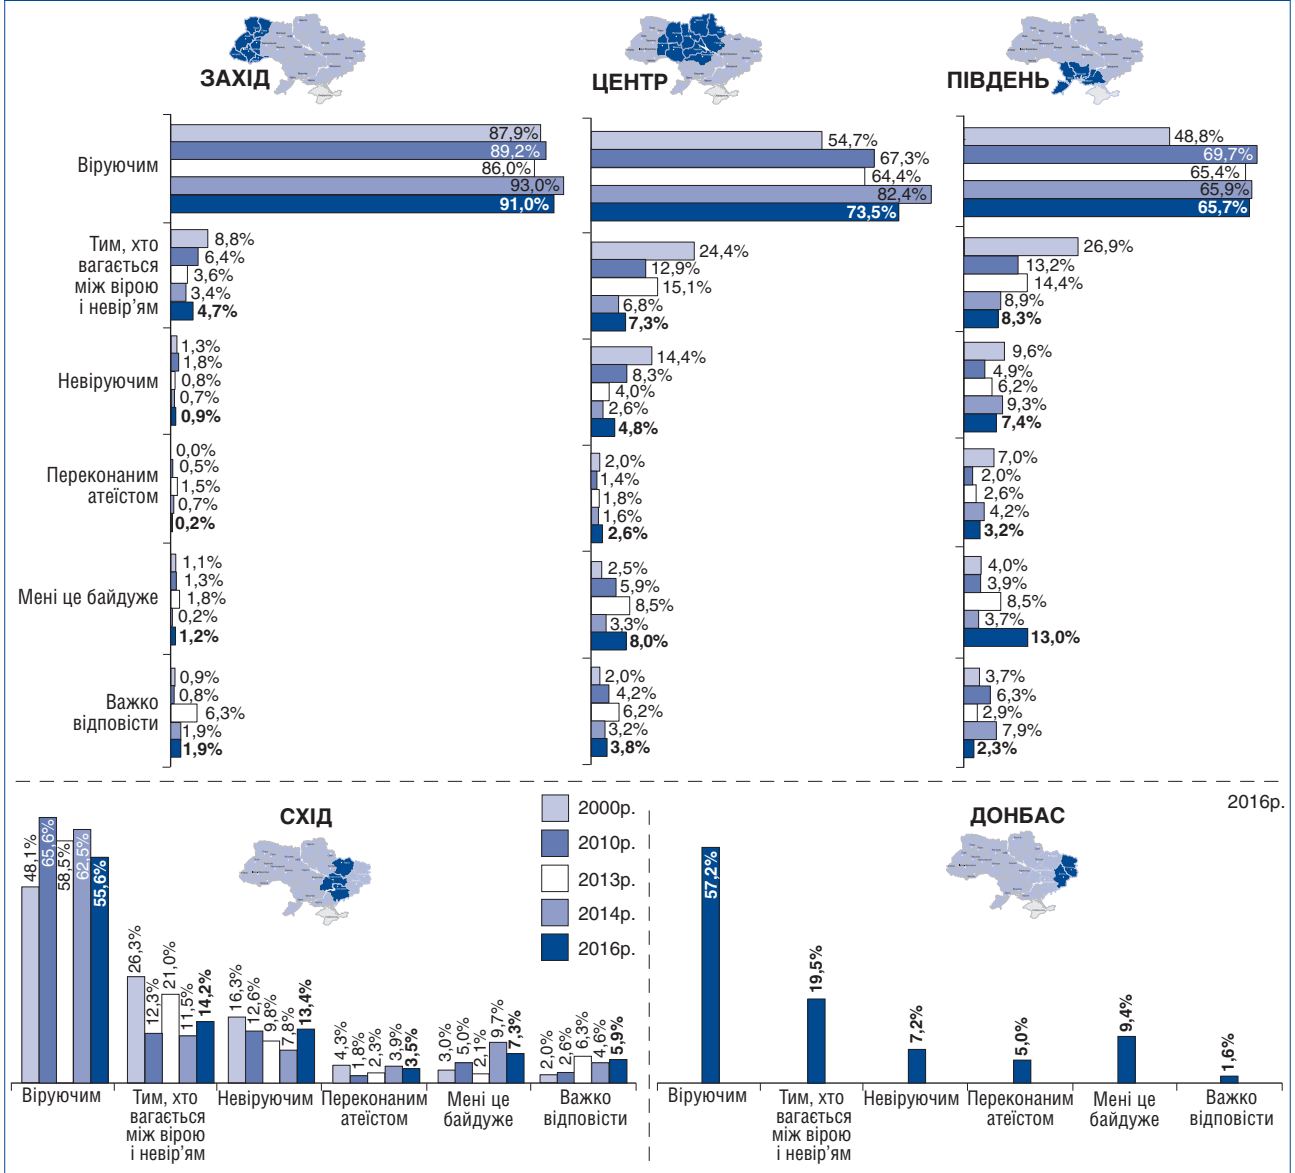 ЗАХІД
ЦЕНТР
ПІВДЕНЬ
Віруючим
87,9%
89,2%
86,0%
93,0%
91,0%
54,7%
67,3%
64,4%
82,4%
73,5%
48,8%
69,7%
65,4%
65,9%
65,7%
Тим, хто
вагається
між вірою
і невір’ям
8,8%
6,4%
3,6%
3,4%
4,7%
24,4%
12,9%
15,1%
6,8%
7,3%
26,9%
13,2%
14,4%
8,9%
8,3%
Невіруючим
1,3%
1,8%
0,8%
0,7%
0,9%
14,4%
8,3%
4,0%
2,6%
4,8%
9,6%
4,9%
6,2%
9,3%
7,4%
Переконаним
атеїстом
0,0%
0,5%
1,5%
0,7%
0,2%
2,0%
1,4%
1,8%
1,6%
2,6%
7,0%
2,0%
2,6%
4,2%
3,2%
Мені це байдуже
1,1%
1,3%
1,8%
0,2%
1,2%
2,5%
5,9%
8,5%
3,3%
8,0%
4,0%
3,9%
8,5%
3,7%
13,0%
Важко
відповісти
0,9%
0,8%
6,3%
1,9%
1,9%
2,0%
4,2%
6,2%
3,2%
3,8%
3,7%
6,3%
2,9%
7,9%
2,3%
СХІД
2000р.
2010р.
2013р.
2014р.
2016р.
48,1%
65,6%
58,5%
62,5%
55,6%
26,3%
12,3%
21,0%
11,5%
14,2%
16,3%
12,6%
9,8%
7,8%
13,4%
4,3%
1,8%
2,3%
3,9%
3,5%
3,0%
5,0%
2,1%
9,7%
7,3%
2,0%
2,6%
6,3%
4,6%
5,9%
Віруючим
Тим, хто
вагається
між вірою
і невір’ям
Невіруючим
Переконаним
атеїстом
Мені це
байдуже
Важко
відповісти
2016р.
ДОНБАС
57,2%
19,5%
7,2%
5,0%
9,4%
1,6%
Віруючим
Тим, хто
вагається
між вірою
і невір’ям
Невіруючим
Переконаним
атеїстом
Мені це
байдуже
Важко
відповісти